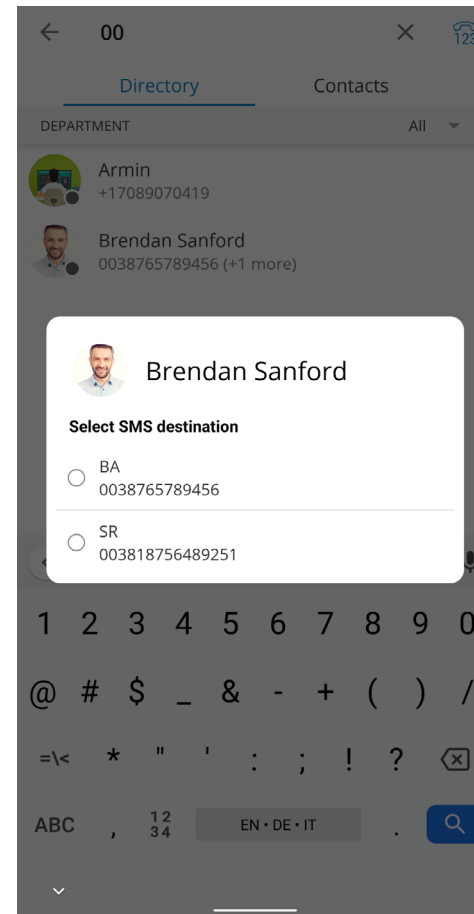 00
123
Directory Contacts
DEPARTMENT All
Armin
+17089070419
Brendan Sanford
0038765789456 (+1 more)
Brendan Sanford
Select SMS destination
BA
0038765789456
SR
003818756489251
1 2 3 4 5 6 7 8 9 0
@ # $ _ & - + ( ) /
=\< * " ' : ; ! ?
ABC , 12 34 EN • DE • IT .